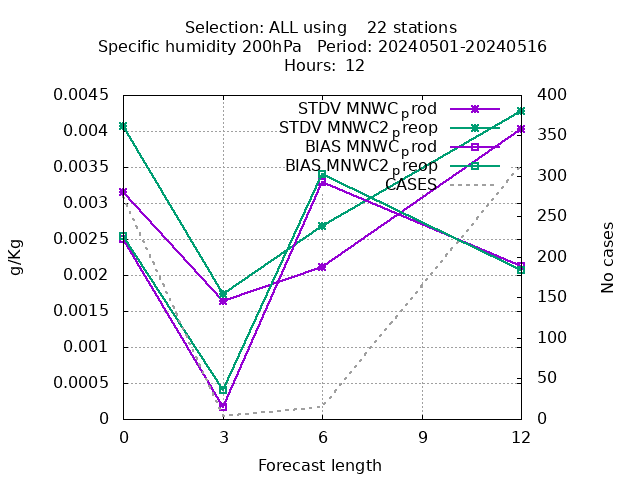 Selection: ALL using    22 stations
Specific humidity 200hPa   Period: 20240501-20240516
Hours: 12
0.0045
0.004
0.0035
0.003
0.0025
0.002
0.0015
0.001
0.0005
0
g/Kg
STDV MNWC_prod
STDV MNWC2_preop
BIAS MNWC_prod
BIAS MNWC2_preop
CASES
400
350
300
250
200
150
100
50
0
No cases
0 3 6 9 12
Forecast length